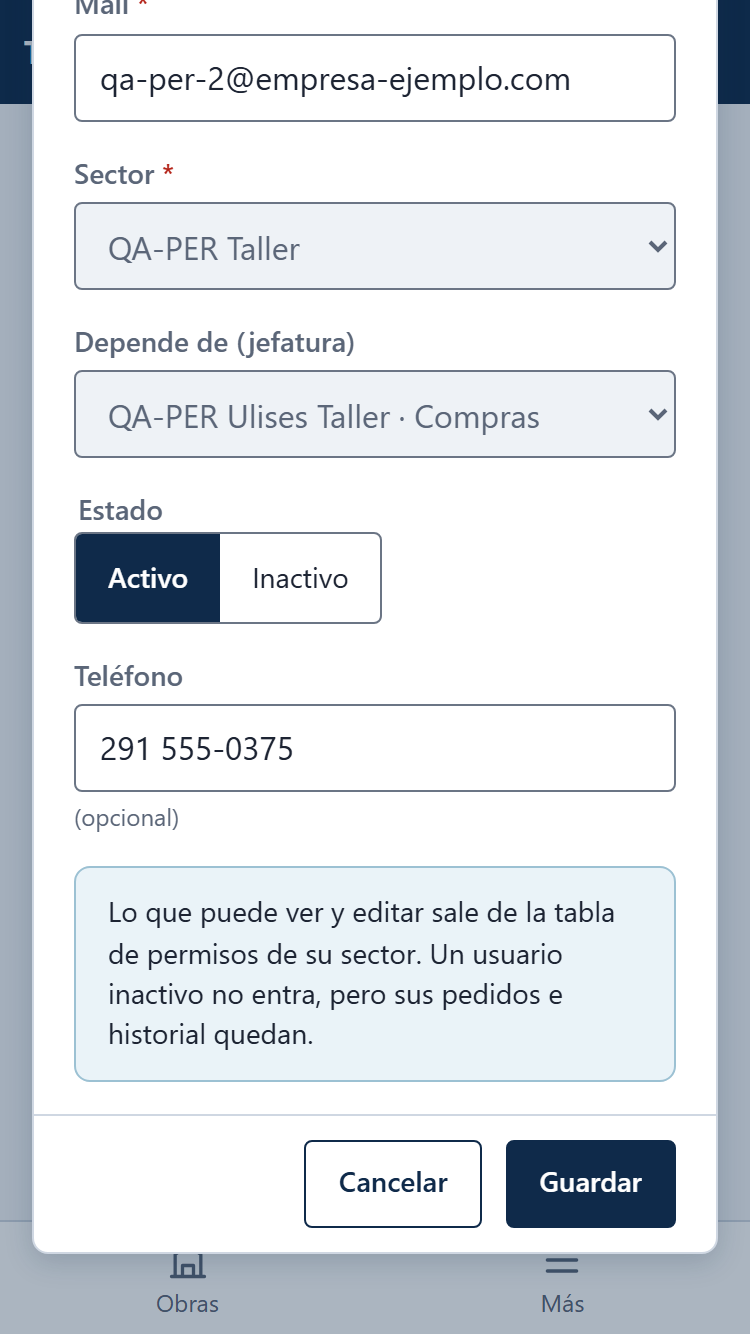 Mail *
qa-per-2@empresa-ejemplo.com
Sector *
QA-PER Taller
Depende de (jefatura)
QA-PER Ulises Taller · Compras
Estado
Activo
Inactivo
Teléfono
291 555-0375
(opcional)
Lo que puede ver y editar sale de la tabla
de permisos de su sector. Un usuario
inactivo no entra, pero sus pedidos e
historial quedan.
Cancelar
Guardar
Obras
Más